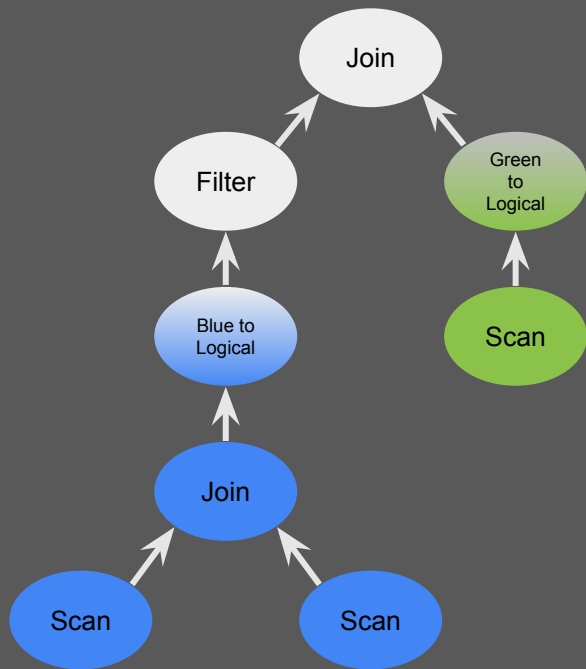 Join
Filter
Green
to
Logical
Blue to
Logical
Scan
Join
Scan
Scan